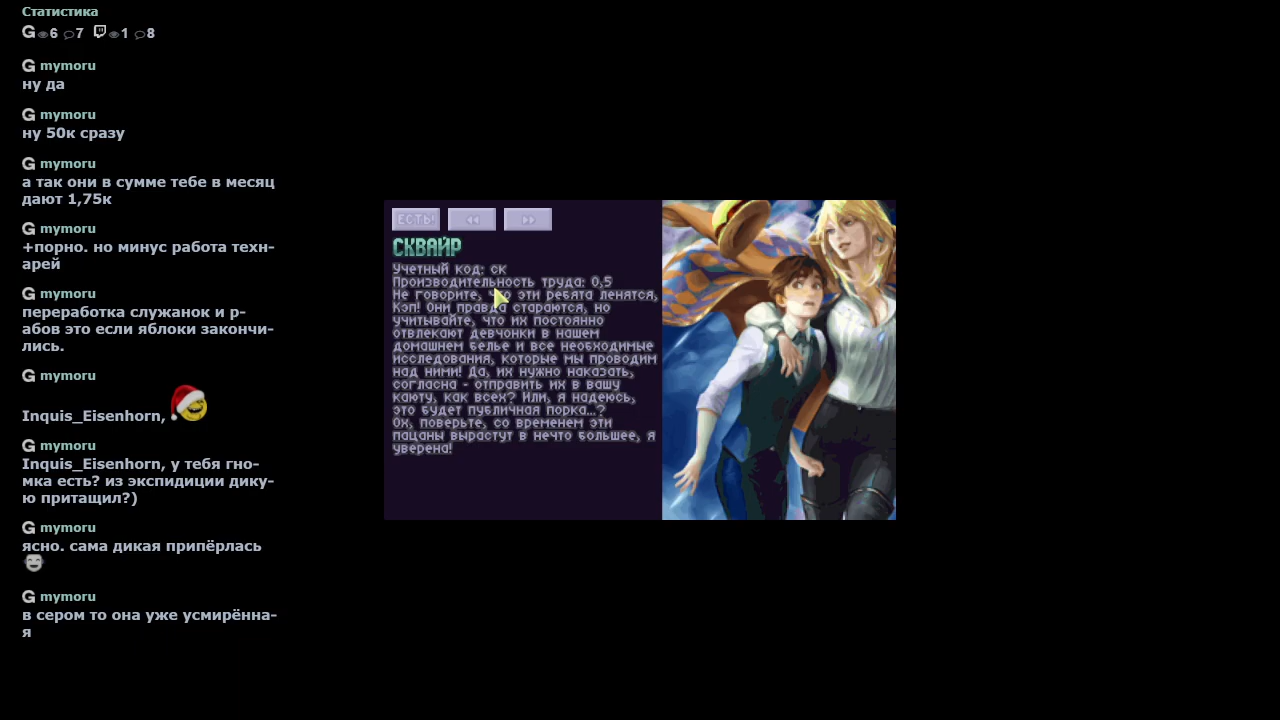 Статистика
G 6 7 1 8
G mymoru
ну да
G mymoru
ну 50к сразу
G mymoru
а так они в сумме тебе в месяц
дают 1,75к
G mymoru
+порно. но минус работа техн-
арей
G mymoru
переработка служанок и р-
абов это если яблоки закончи-
лись.
G mymoru
Inquis_Eisenhorn,
G mymoru
Inquis_Eisenhorn, у тебя гно-
мка есть? из экспидиции дику-
ю притащил?)
G mymoru
ясно. сама дикая припёрлась
G mymoru
в сером то она уже усмирённа-
я
ЕСТЬ!
СКВАЙР
Учетный код: ск
Производительность труда: 0,5
Не говорите, что эти ребята ленятся,
Кэп! Они правда стараются, но
учитывайте, что их постоянно
отвлекают девчонки в нашем
домашнем белье и все необходимые
исследования, которые мы проводим
над ними! Да, их нужно наказать,
согласна - отправить их в вашу
каюту, как всех? Или, я надеюсь,
это будет публичная порка...?
Ох, поверьте, со временем эти
пацаны вырастут в нечто большее, я
уверена!